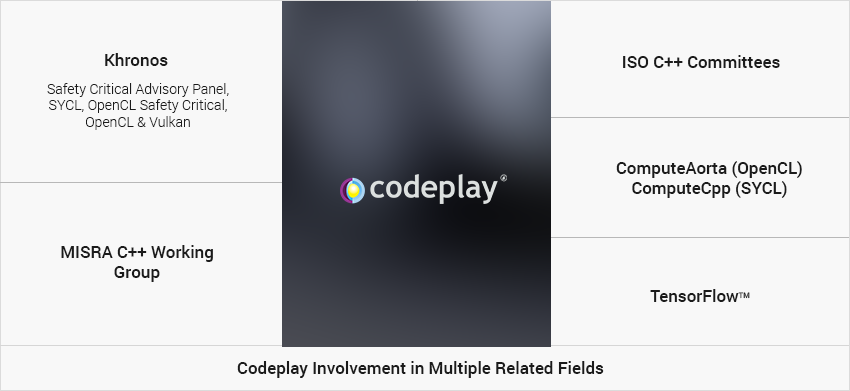 Khronos
Safety Critical Advisory Panel,
SYCL, OpenCL Safety Critical,
OpenCL & Vulkan
MISRA C++ Working
Group
codeplay®
ISO C++ Committees
ComputeAorta (OpenCL)
ComputeCpp (SYCL)
TensorFlow™
Codeplay Involvement in Multiple Related Fields